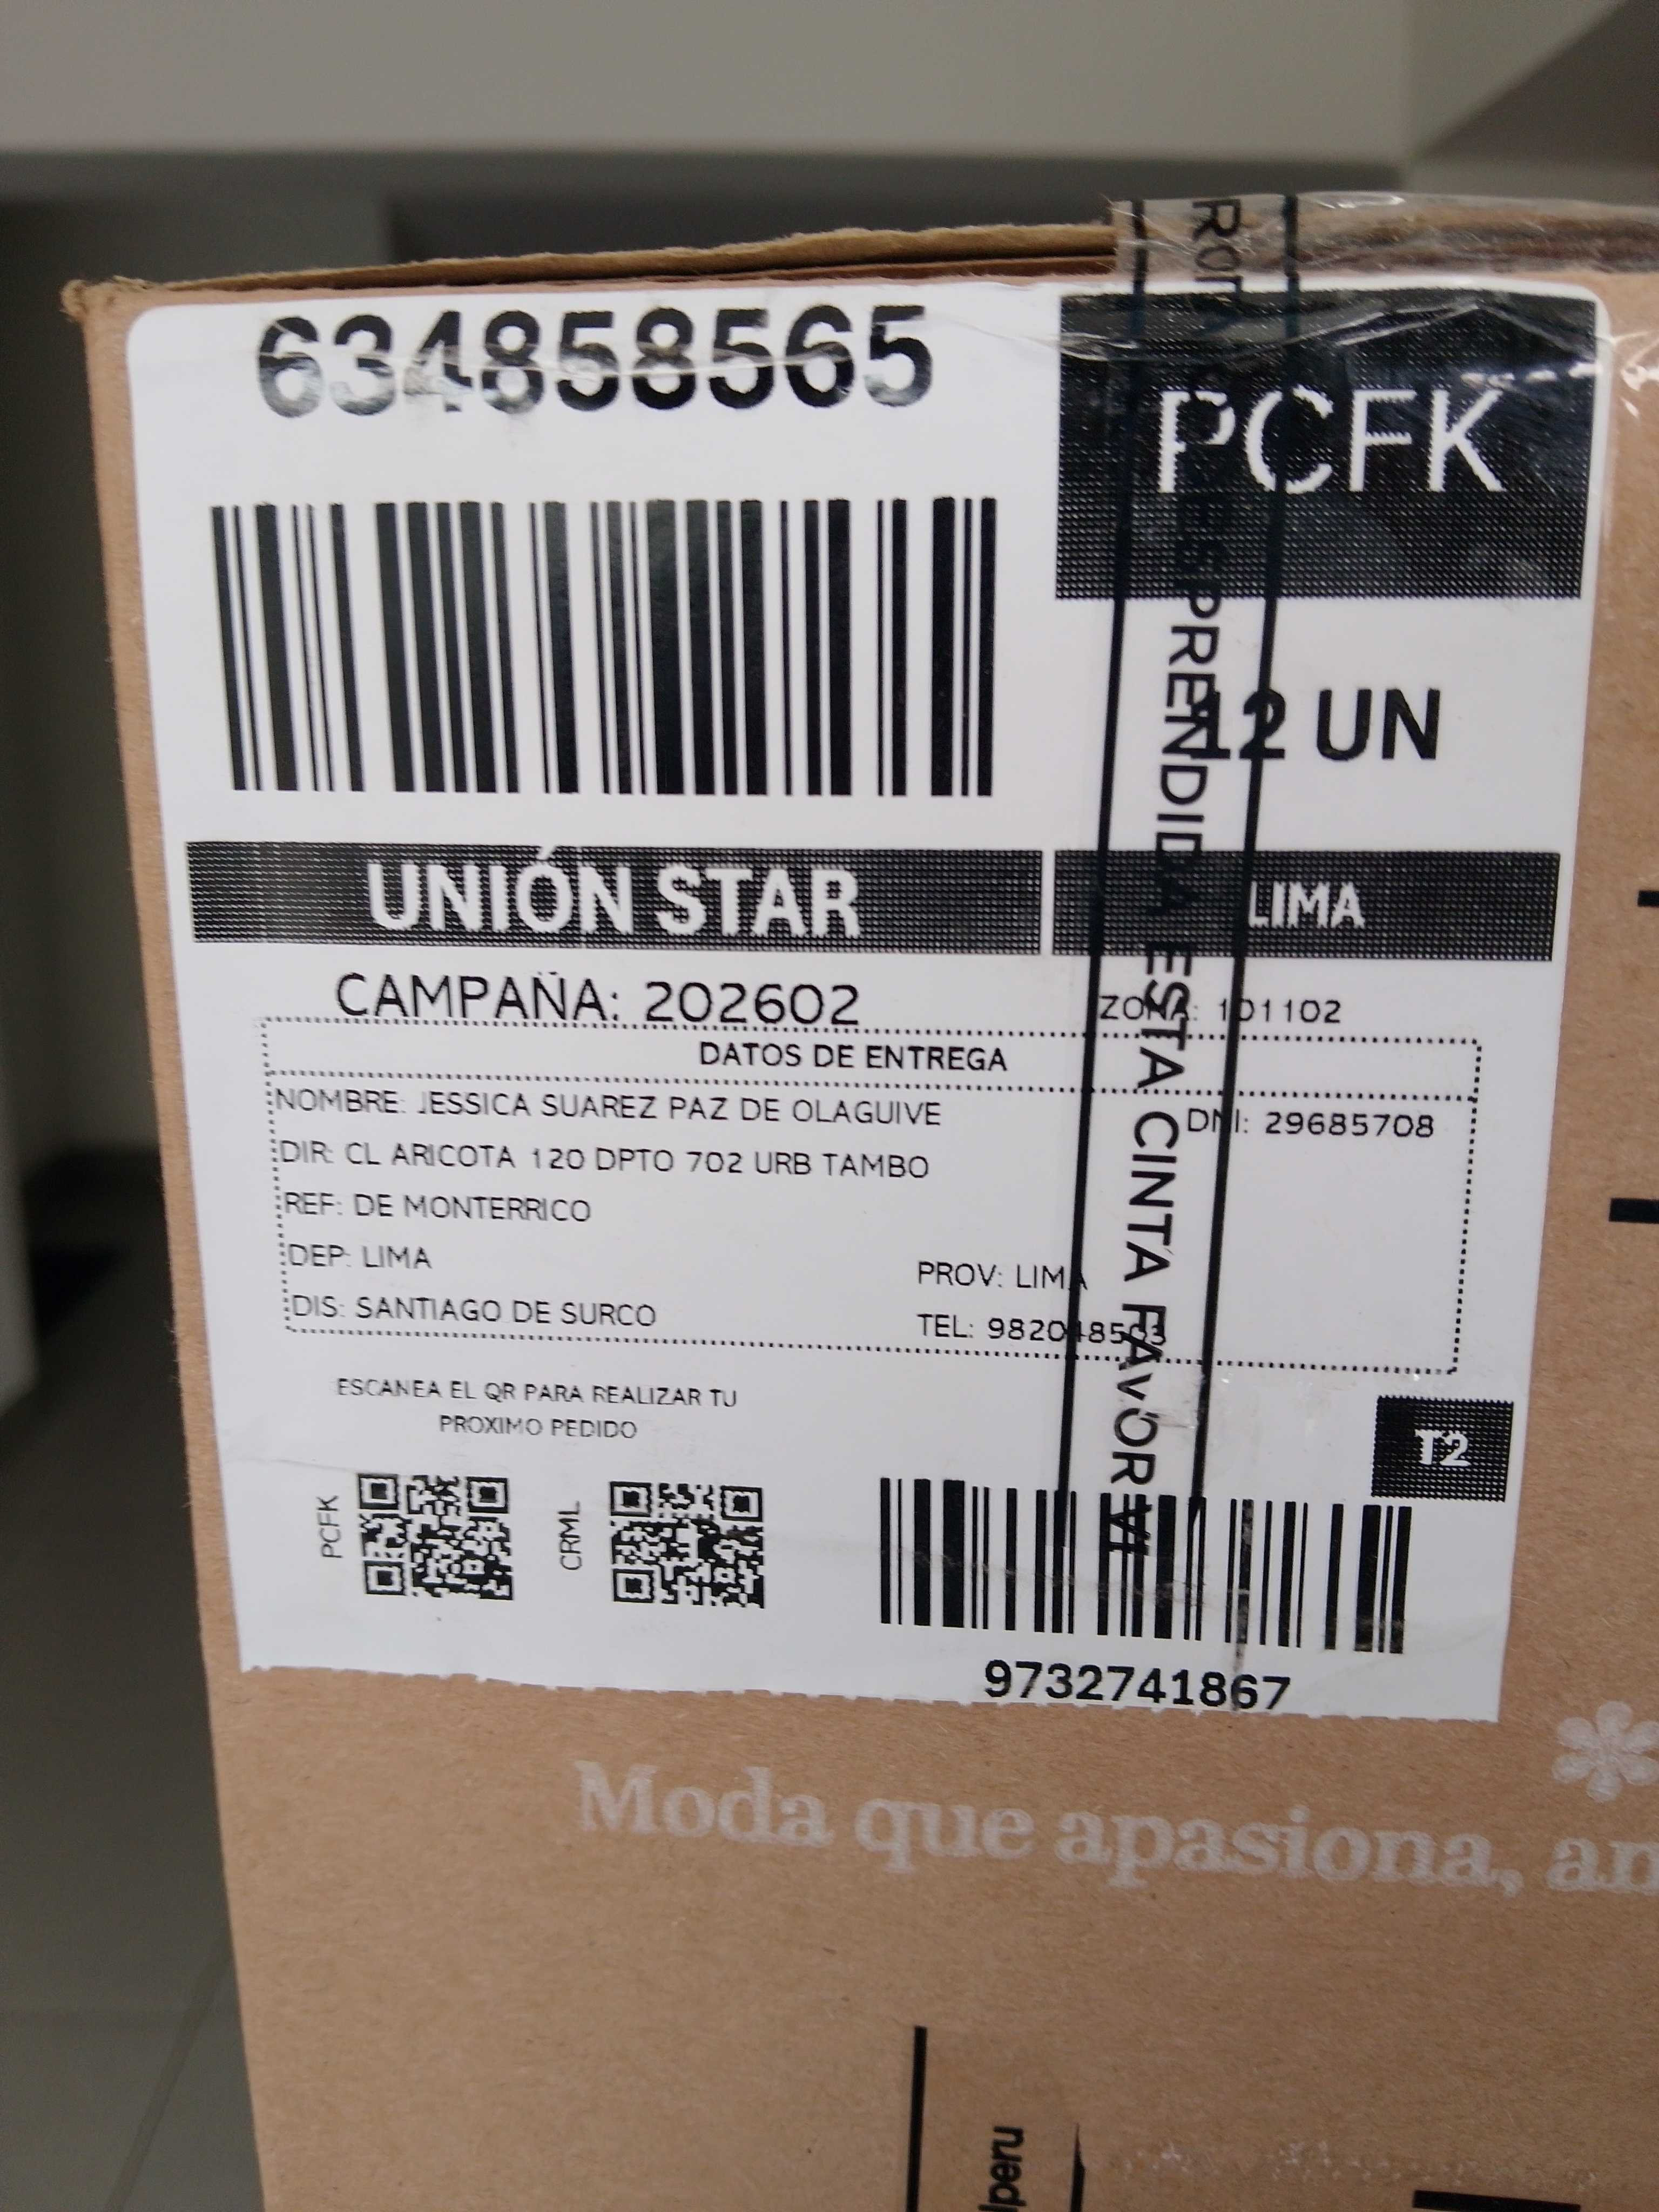 634858565
PCFK
12 UN
UNIÓN STAR
LIMA
CAMPAÑA: 202602
ZONA: 101102
DATOS DE ENTREGA
NOMBRE: JESSICA SUAREZ PAZ DE OLAGUIVE
DNI: 29685708
DIR: CL ARICOTA 120 DPTO 702 URB TAMBO
REF: DE MONTERRICO
DEP: LIMA
PROV: LIMA
DIS: SANTIAGO DE SURCO
TEL:
ESCANEA EL QR PARA REALIZAR TU
PROXIMO PEDIDO
T2
PCFK
CRML
9732741867
DESPRENDIDA ESTA CINTA FAVOR
Moda que apasiona,